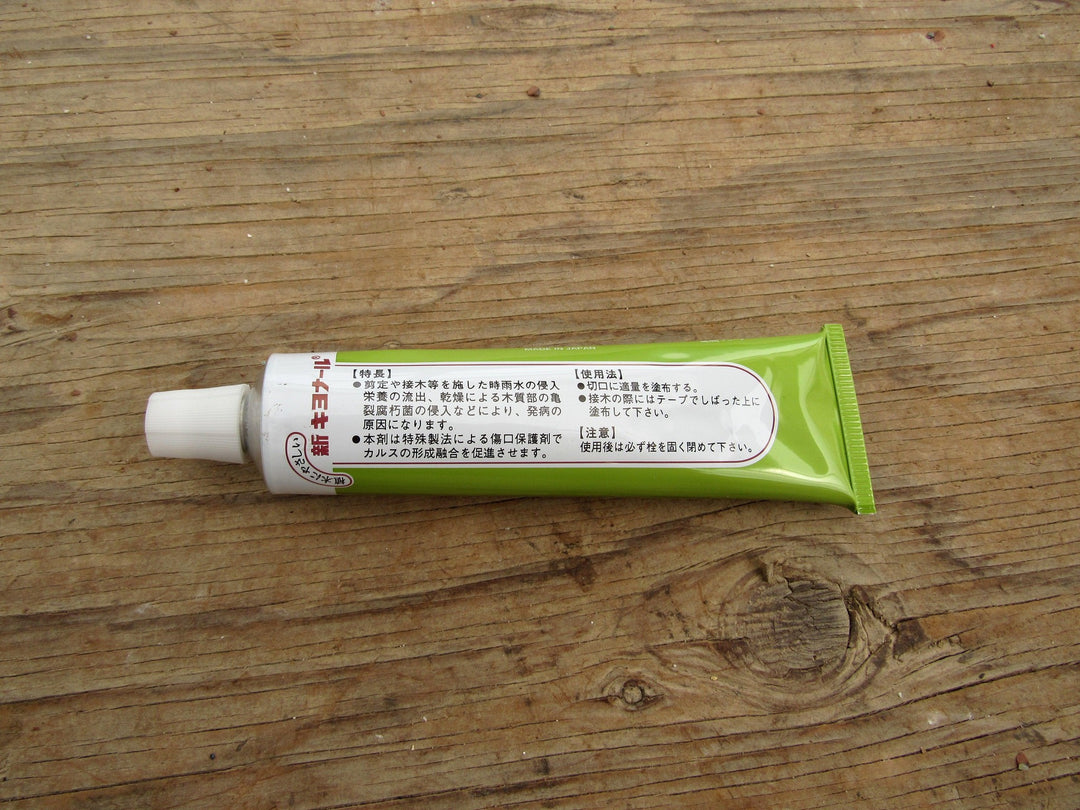 MADE IN JAPAN
新キヨナール®
植木にやさしい
【特長】
●剪定や接木等を施した時雨水の侵入
栄養の流出、乾燥による木質部の亀
裂腐朽菌の侵入などにより、発病の
原因になります。
●本剤は特殊製法による傷口保護剤で
カルスの形成融合を促進させます。
【使用法】
●切口に適量を塗布する。
●接木の際にはテープでしばった上に
塗布して下さい。
【注意】
使用後は必ず栓を固く閉めて下さい。